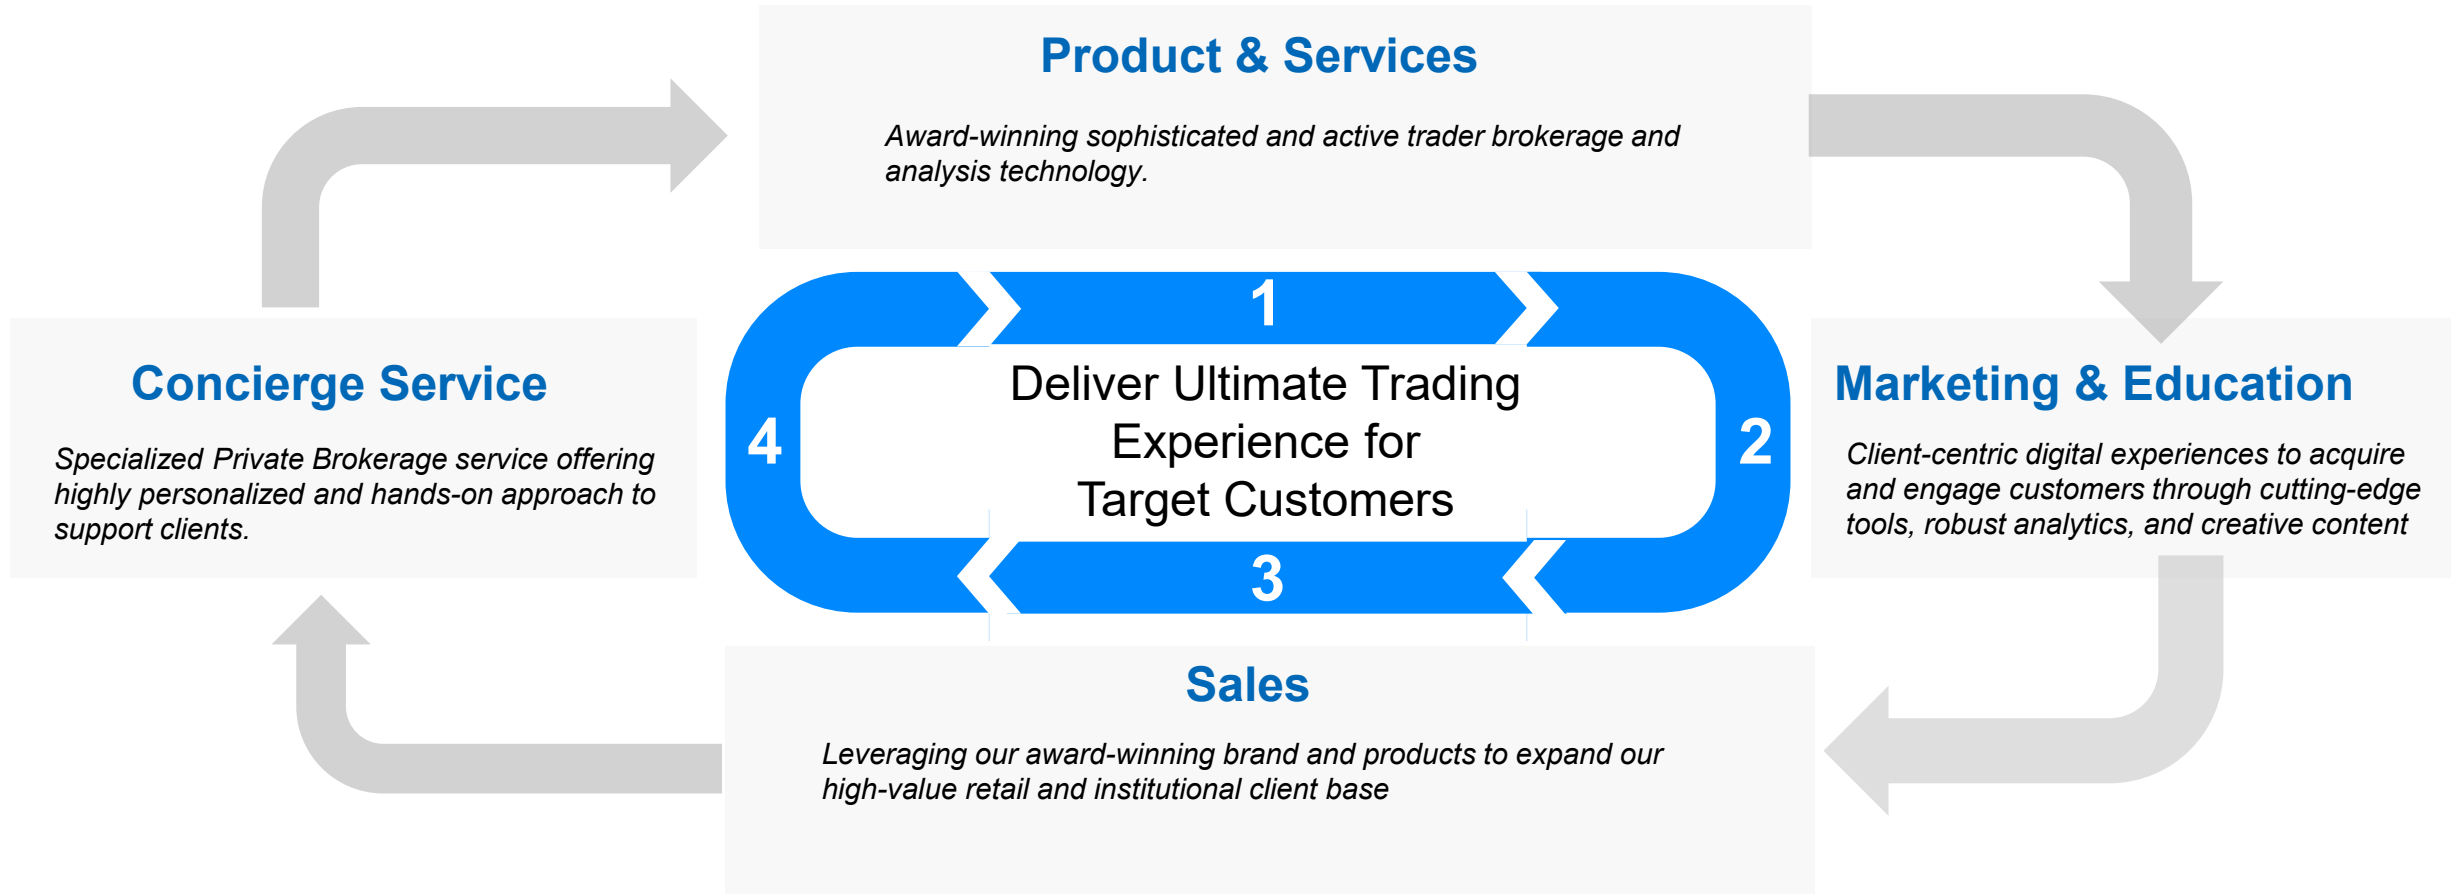 Product & Services
Award-winning sophisticated and active trader brokerage and
analysis technology.
1
Deliver Ultimate Trading
Experience for
Target Customers
4
2
3
Concierge Service
Specialized Private Brokerage service offering
highly personalized and hands-on approach to
support clients.
Marketing & Education
Client-centric digital experiences to acquire
and engage customers through cutting-edge
tools, robust analytics, and creative content
Sales
Leveraging our award-winning brand and products to expand our
high-value retail and institutional client base